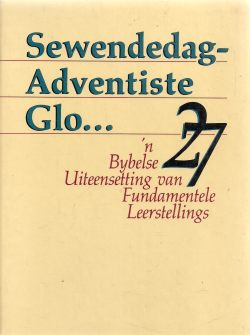 Sewendedag-
Adventiste
Glo...
'n 27
Bybelse
Uiteensetting van
Fundamentele
Leerstellings